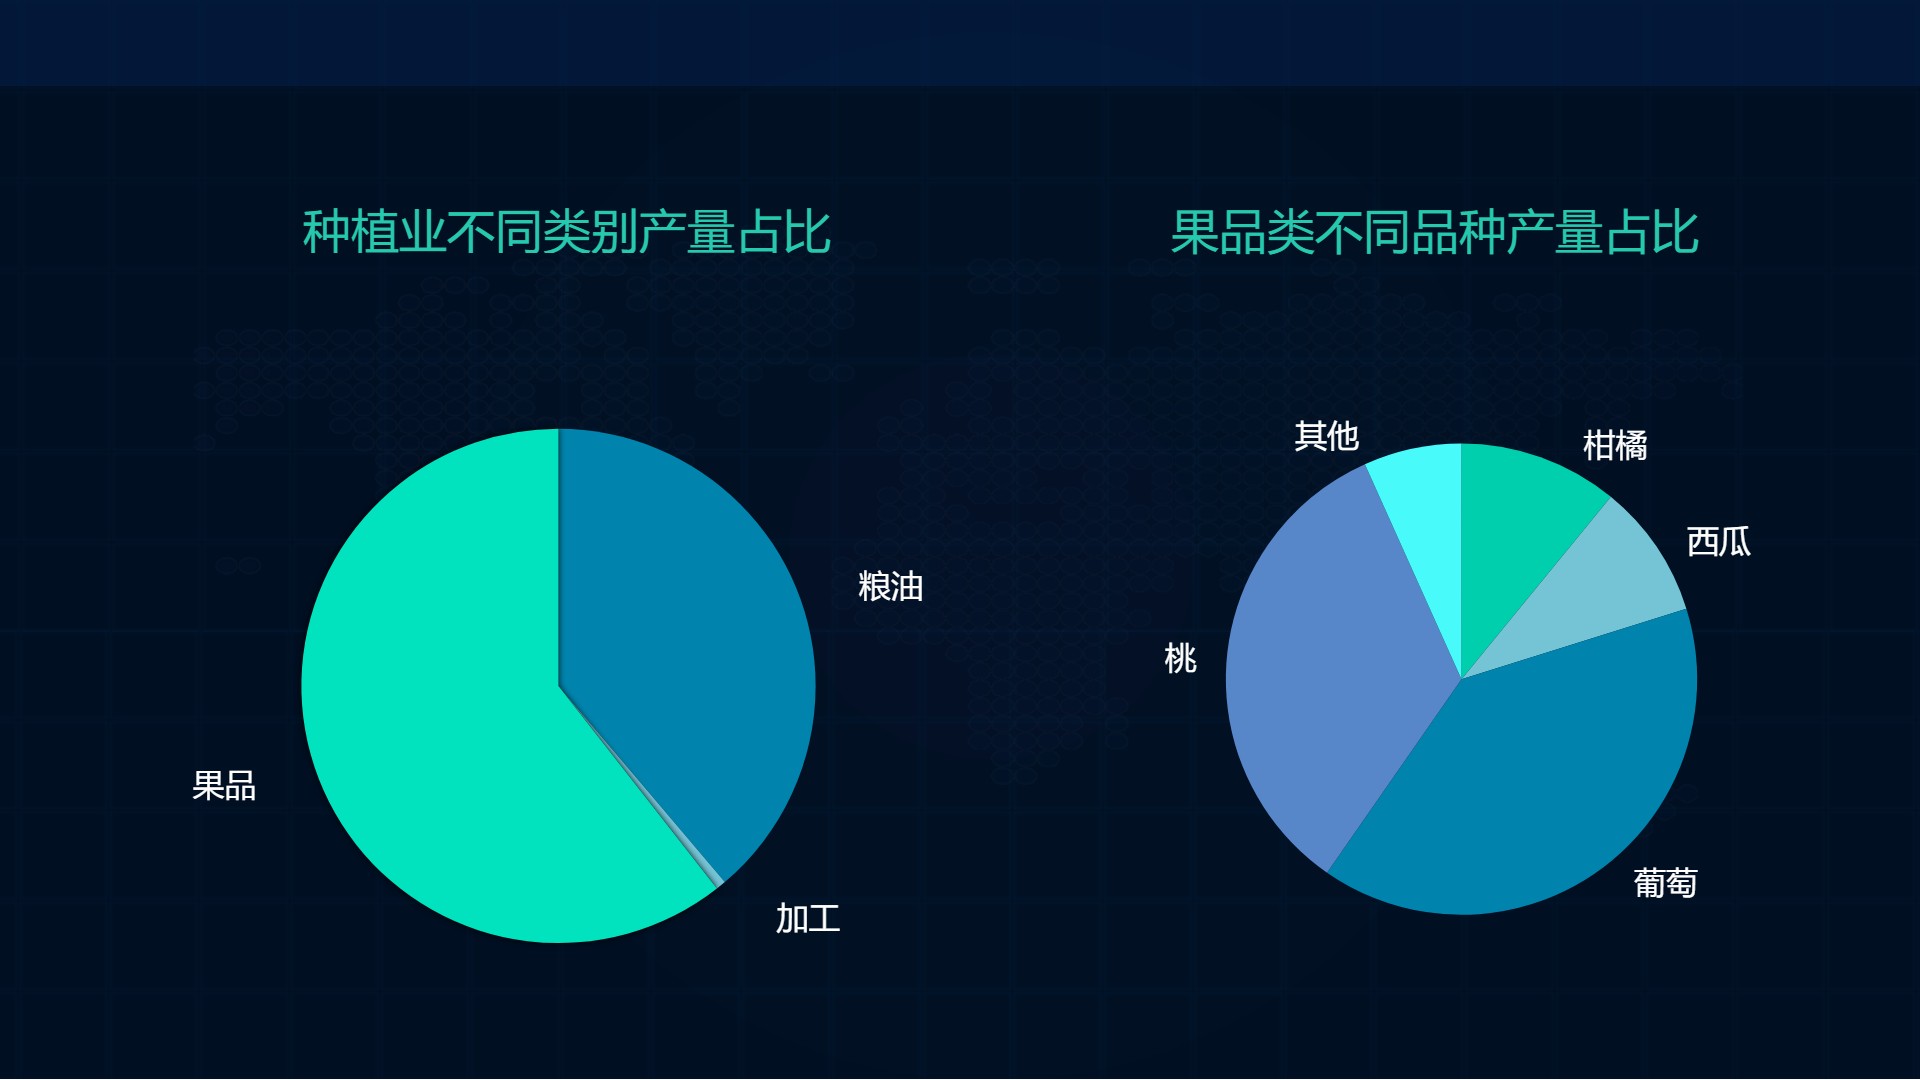 种植业不同类别产量占比
粮油
果品
加工
果品类不同品种产量占比
其他
柑橘
西瓜
桃
葡萄